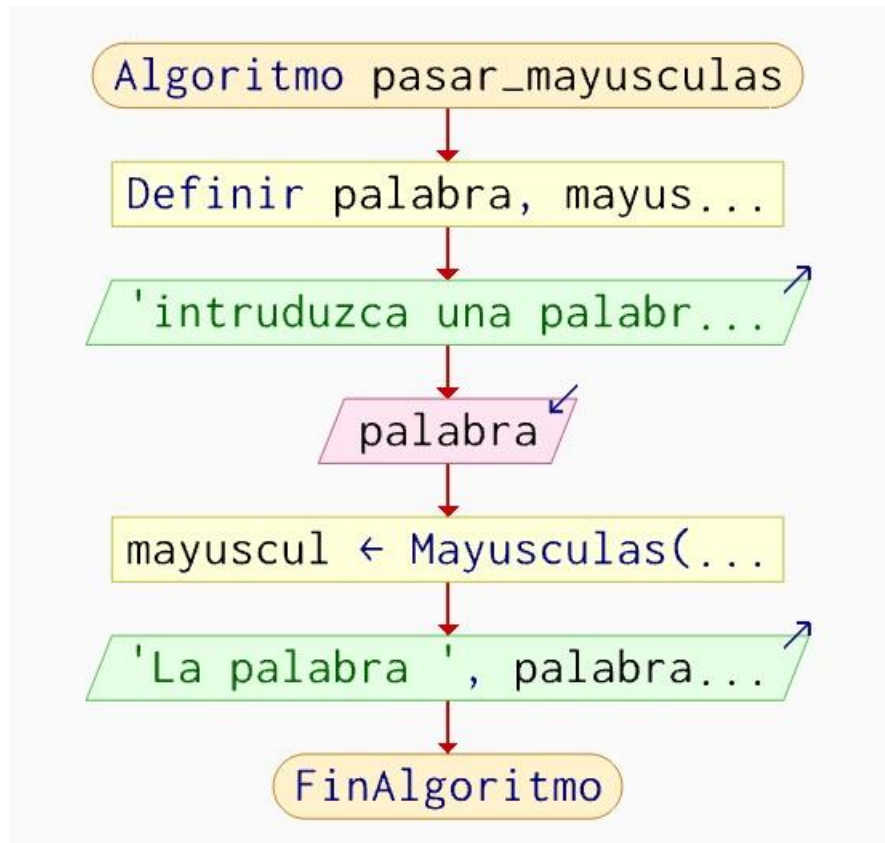 Algoritmo pasar_mayusculas
Definir palabra, mayus...
'intruduzca una palabr...
palabra
mayuscul ← Mayusculas(...
'La palabra ', palabra...
FinAlgoritmo